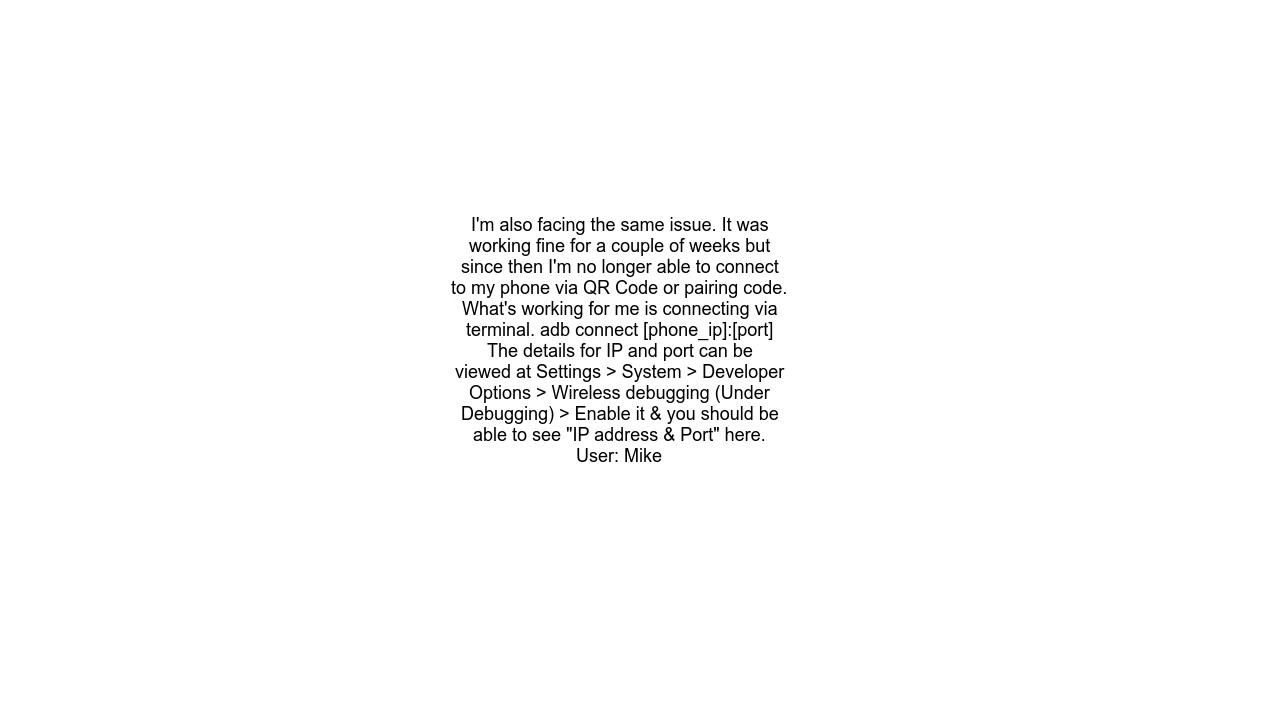 I'm also facing the same issue. It was
working fine for a couple of weeks but
since then I'm no longer able to connect
to my phone via QR Code or pairing code.
What's working for me is connecting via
terminal. adb connect [phone_ip]:[port]
The details for IP and port can be
viewed at Settings > System > Developer
Options > Wireless debugging (Under
Debugging) > Enable it & you should be
able to see "IP address & Port" here.
User: Mike